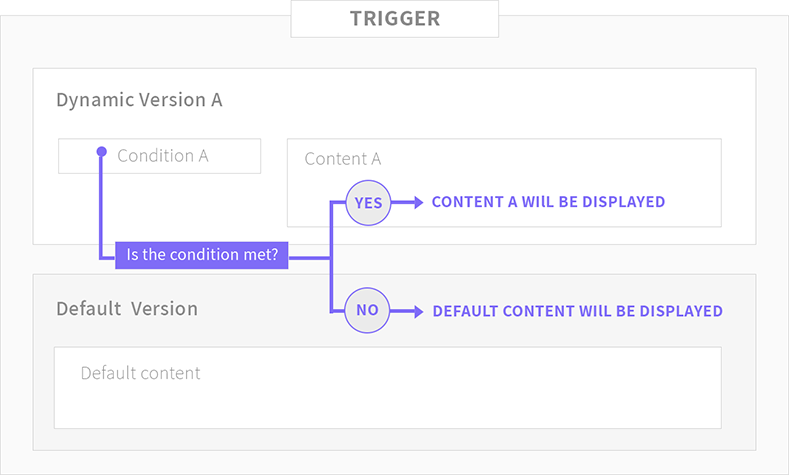 TRIGGER
Dynamic Version A
Condition A
Content A
YES
CONTENT A WIll BE DISPLAYED
Is the condition met?
Default Version
NO
DEFAULT CONTENT WIll BE DISPLAYED
Default content